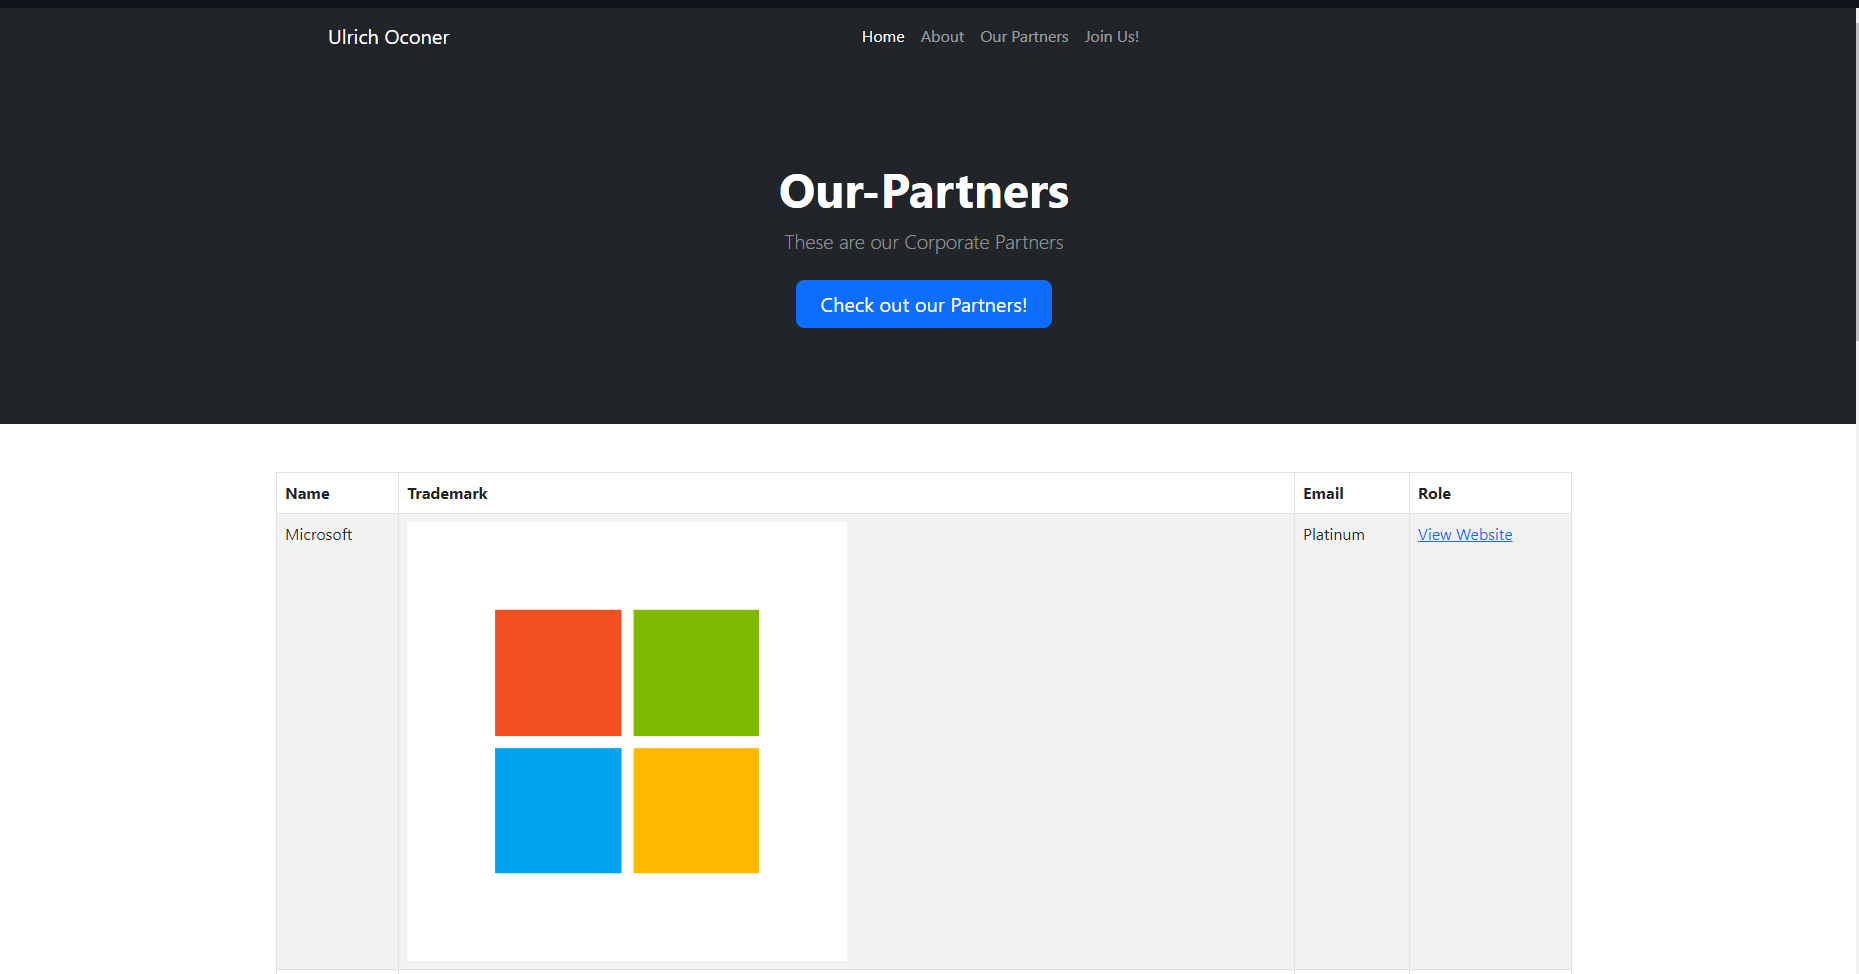 Ulrich Oconer Home About Our Partners Join Us!
Our-Partners
These are our Corporate Partners
Check out our Partners!
Name Trademark Email Role
Microsoft Platinum View Website